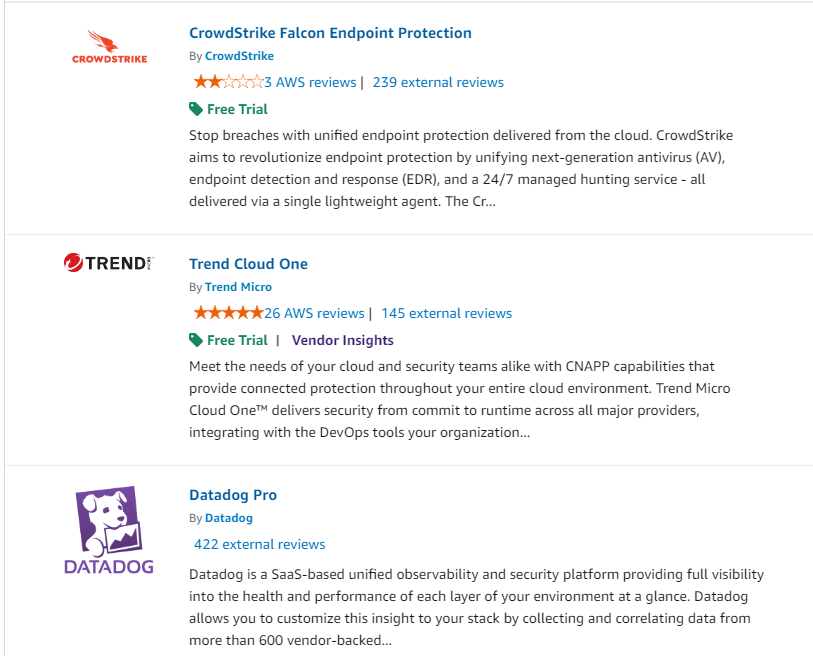 CROWDSTRIKE
CrowdStrike Falcon Endpoint Protection
By CrowdStrike
3 AWS reviews | 239 external reviews
Free Trial
Stop breaches with unified endpoint protection delivered from the cloud. CrowdStrike
aims to revolutionize endpoint protection by unifying next-generation antivirus (AV),
endpoint detection and response (EDR), and a 24/7 managed hunting service - all
delivered via a single lightweight agent. The Cr...
TREND
Trend Cloud One
By Trend Micro
26 AWS reviews | 145 external reviews
Free Trial | Vendor Insights
Meet the needs of your cloud and security teams alike with CNAPP capabilities that
provide connected protection throughout your entire cloud environment. Trend Micro
Cloud One™ delivers security from commit to runtime across all major providers,
integrating with the DevOps tools your organization...
DATADOG
Datadog Pro
By Datadog
422 external reviews
Datadog is a SaaS-based unified observability and security platform providing full visibility
into the health and performance of each layer of your environment at a glance. Datadog
allows you to customize this insight to your stack by collecting and correlating data from
more than 600 vendor-backed...